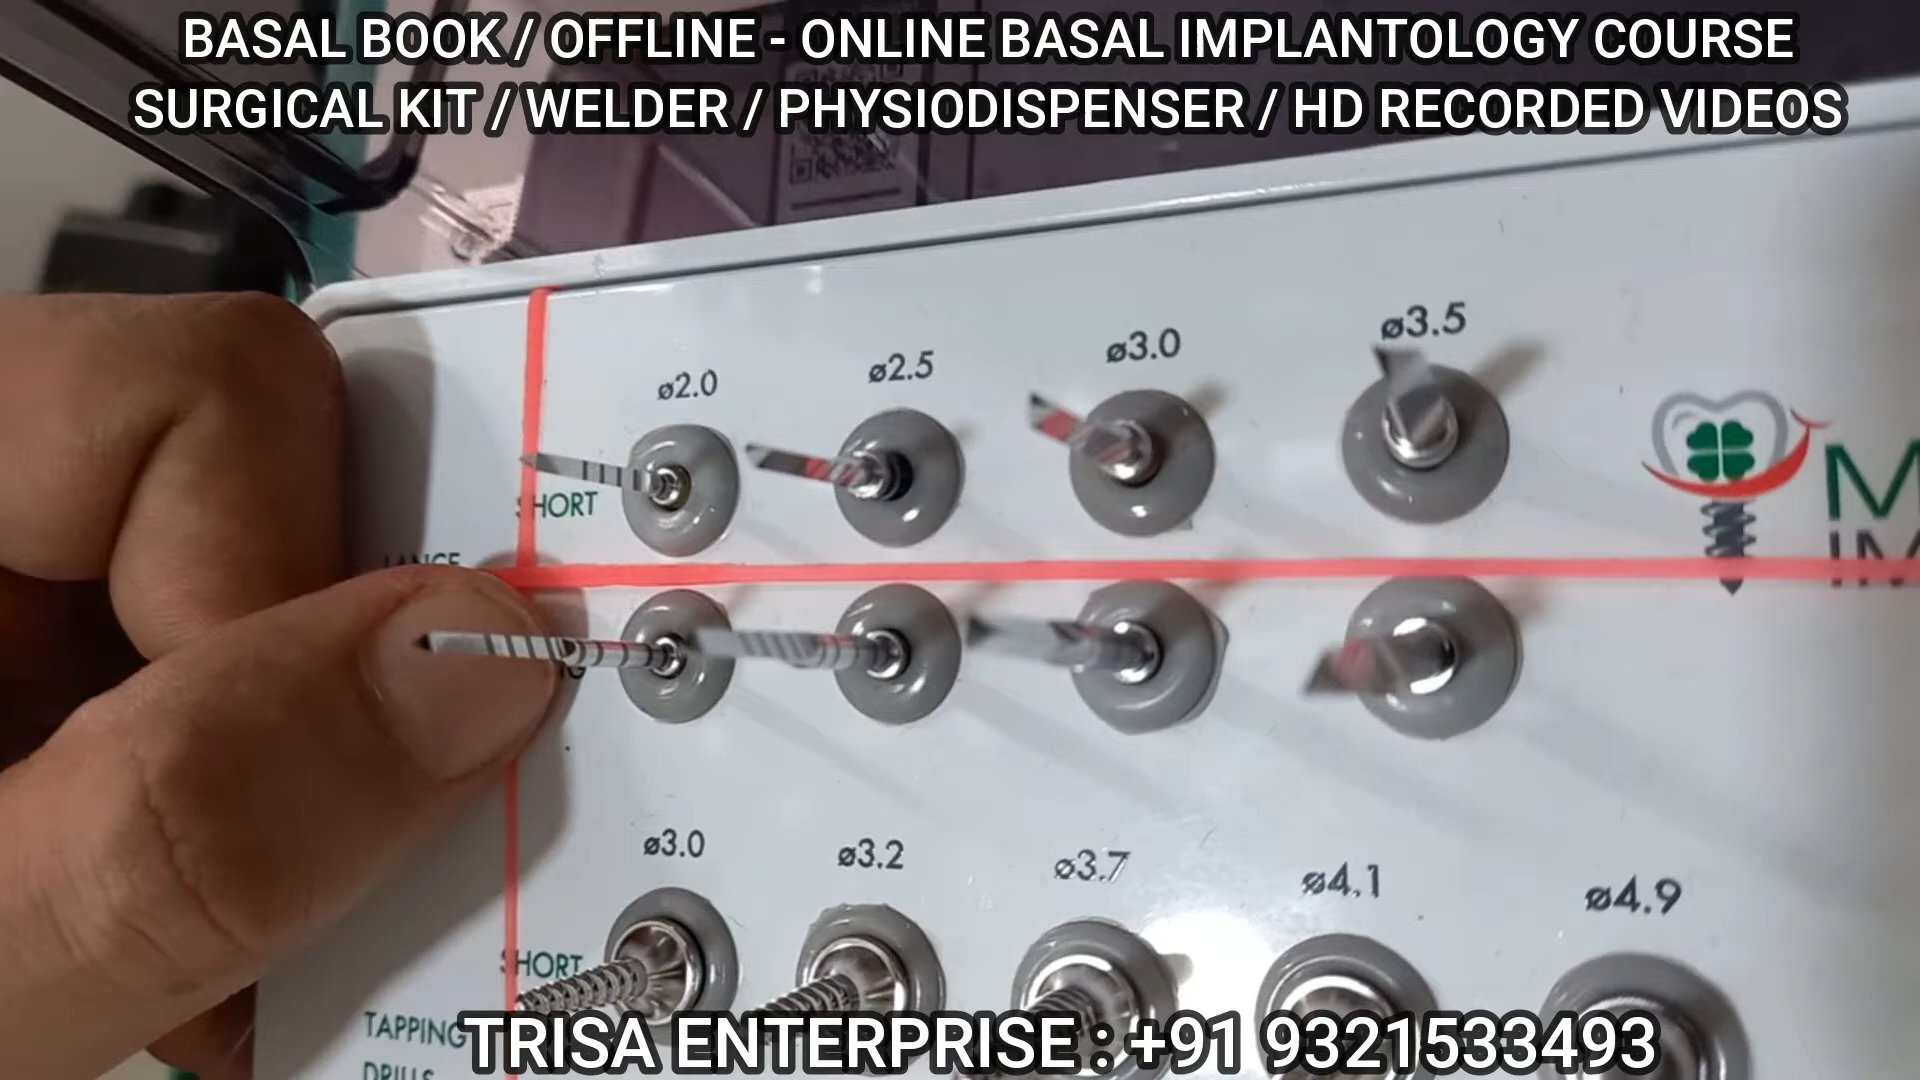 BASAL BOOK / OFFLINE - ONLINE BASAL IMPLANTOLOGY COURSE
SURGICAL KIT / WELDER / PHYSIODISPENSER / HD RECORDED VIDEOS
ø2.0 ø2.5 ø3.0 ø3.5
SHORT
LANCE
ø3.0 ø3.2 ø3.7 ø4.1 ø4.9
SHORT
TAPPING
DRILLS
TRISA ENTERPRISE : +91 9321533493